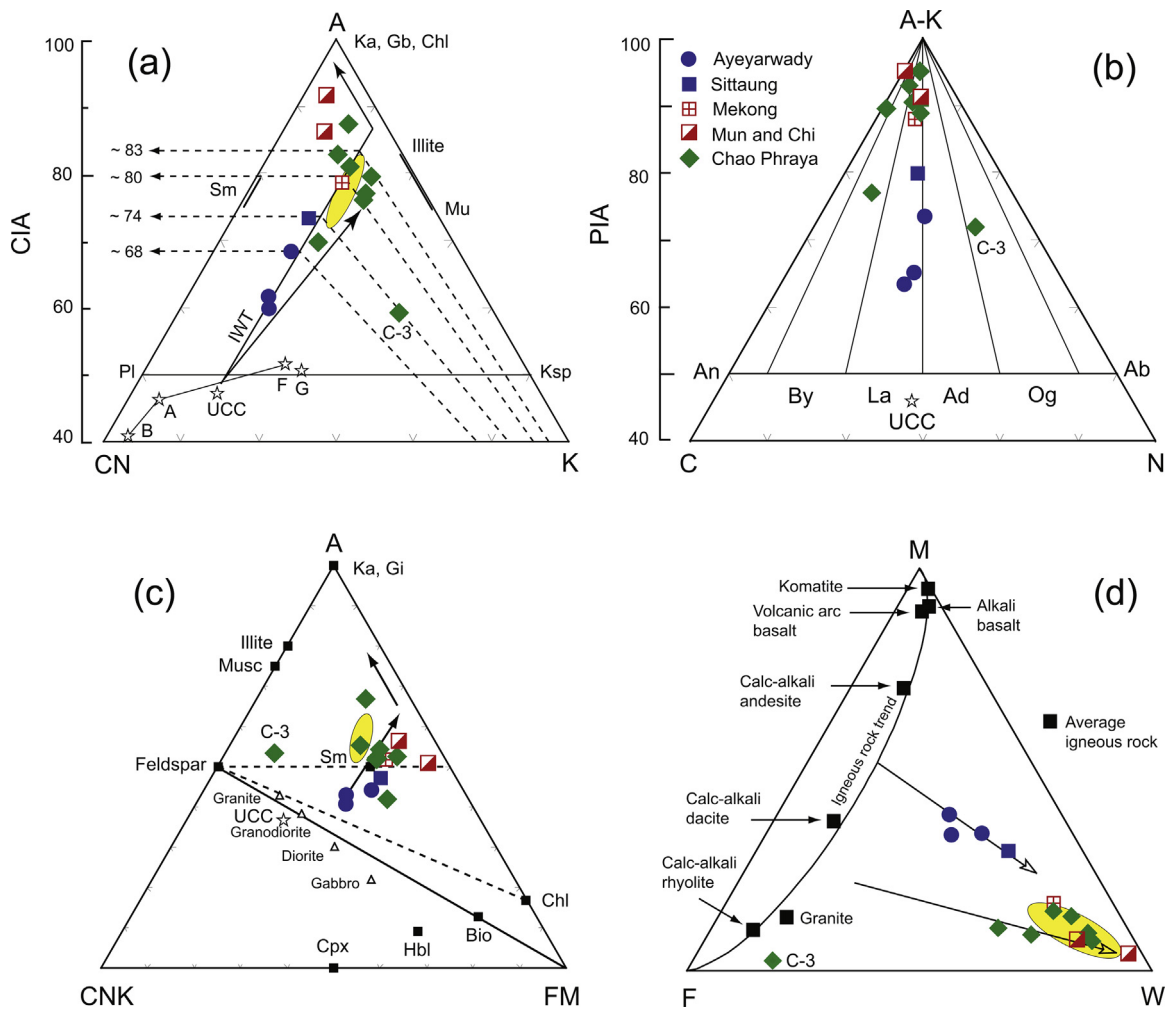 (a)
A
Ka, Gb, Chl
100
80
60
40
CIA
~ 83
~ 80
~ 74
~ 68
Sm
Illite
Mu
IWT
C-3
Pl
Ksp
F
G
A
UCC
B
CN
K
(b)
A-K
100
80
60
40
PIA
Ayeyarwady
Sittaung
Mekong
Mun and Chi
Chao Phraya
C-3
An
Ab
By
La
Ad
Og
UCC
C
N
(c)
A
Ka, Gi
Illite
Musc
C-3
Feldspar
Sm
Granite
UCC
Granodiorite
Diorite
Gabbro
Chl
Bio
Hbl
Cpx
CNK
FM
(d)
M
Komatite
Volcanic arc
basalt
Alkali
basalt
Calc-alkali
andesite
Igneous rock trend
Average
igneous rock
Calc-alkali
dacite
Calc-alkali
rhyolite
Granite
C-3
F
W